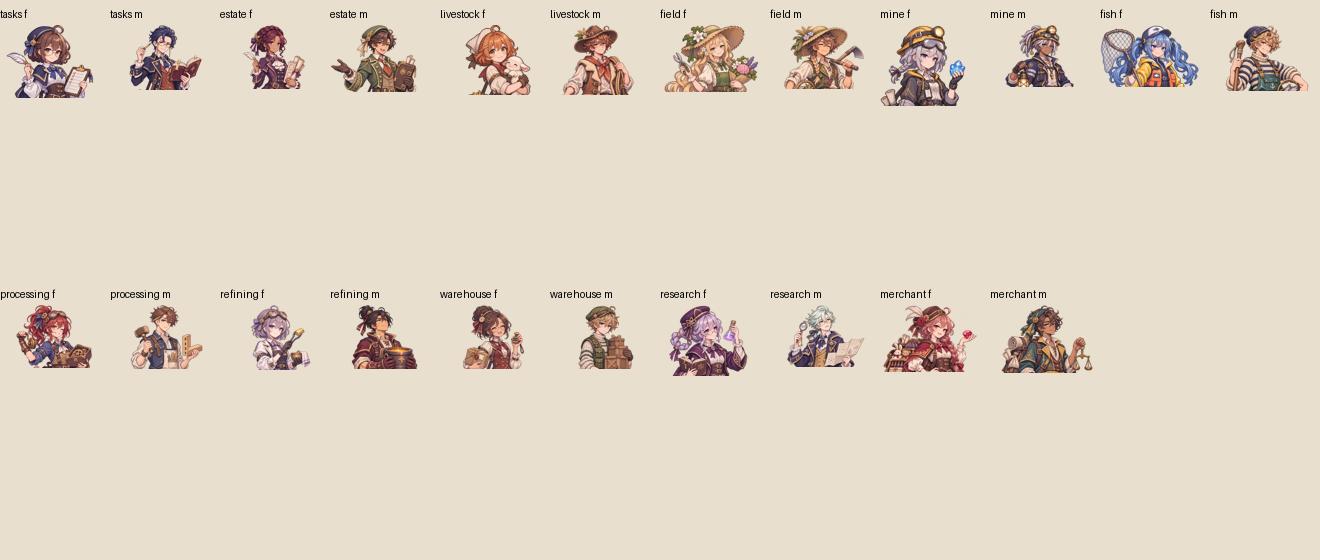 tasks f
tasks m
estate f
estate m
livestock f
livestock m
field f
field m
mine f
mine m
fish f
fish m
processing f
processing m
refining f
refining m
warehouse f
warehouse m
research f
research m
merchant f
merchant m